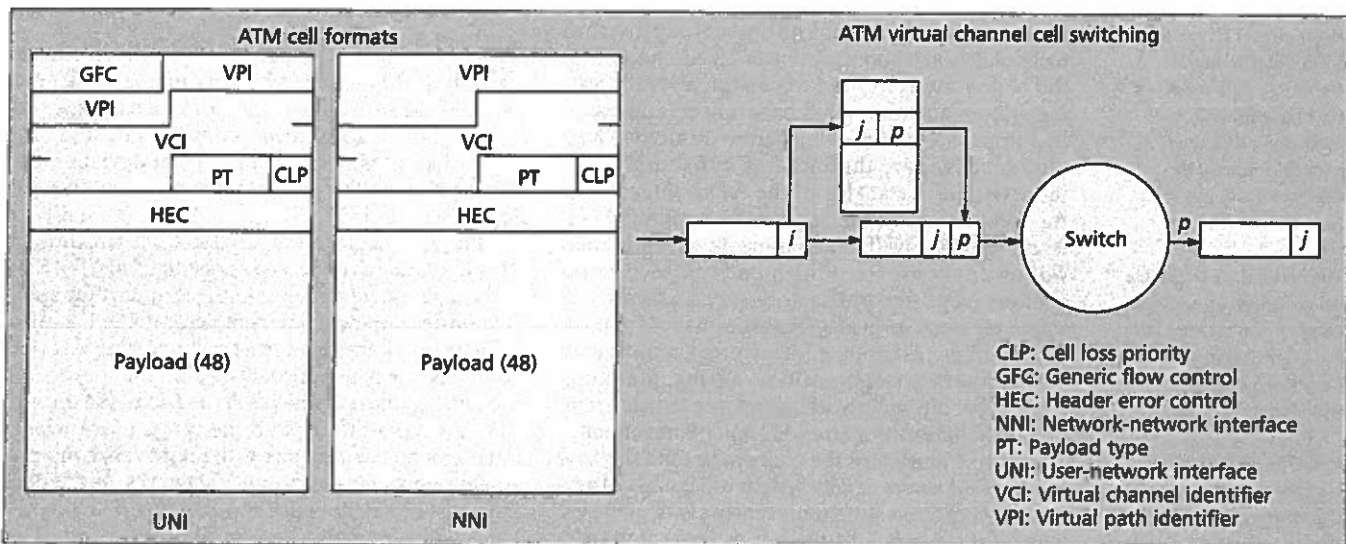 ATM cell formats
GFC
VPI
VPI
VCI
PT
CLP
HEC
Payload (48)
UNI
VPI
VCI
PT
CLP
HEC
Payload (48)
NNI
ATM virtual channel cell switching
j
p
i
j
p
Switch
p
j
CLP: Cell loss priority
GFC: Generic flow control
HEC: Header error control
NNI: Network-network interface
PT: Payload type
UNI: User-network interface
VCI: Virtual channel identifier
VPI: Virtual path identifier